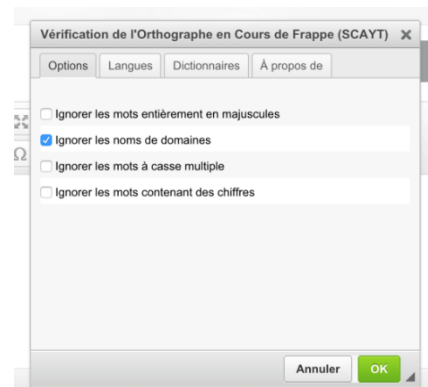 Vérification de l'Orthographe en Cours de Frappe (SCAYT)
Options Langues Dictionnaires À propos de
Ignorer les mots entièrement en majuscules
Ignorer les noms de domaines
Ignorer les mots à casse multiple
Ignorer les mots contenant des chiffres
Ω
Annuler OK